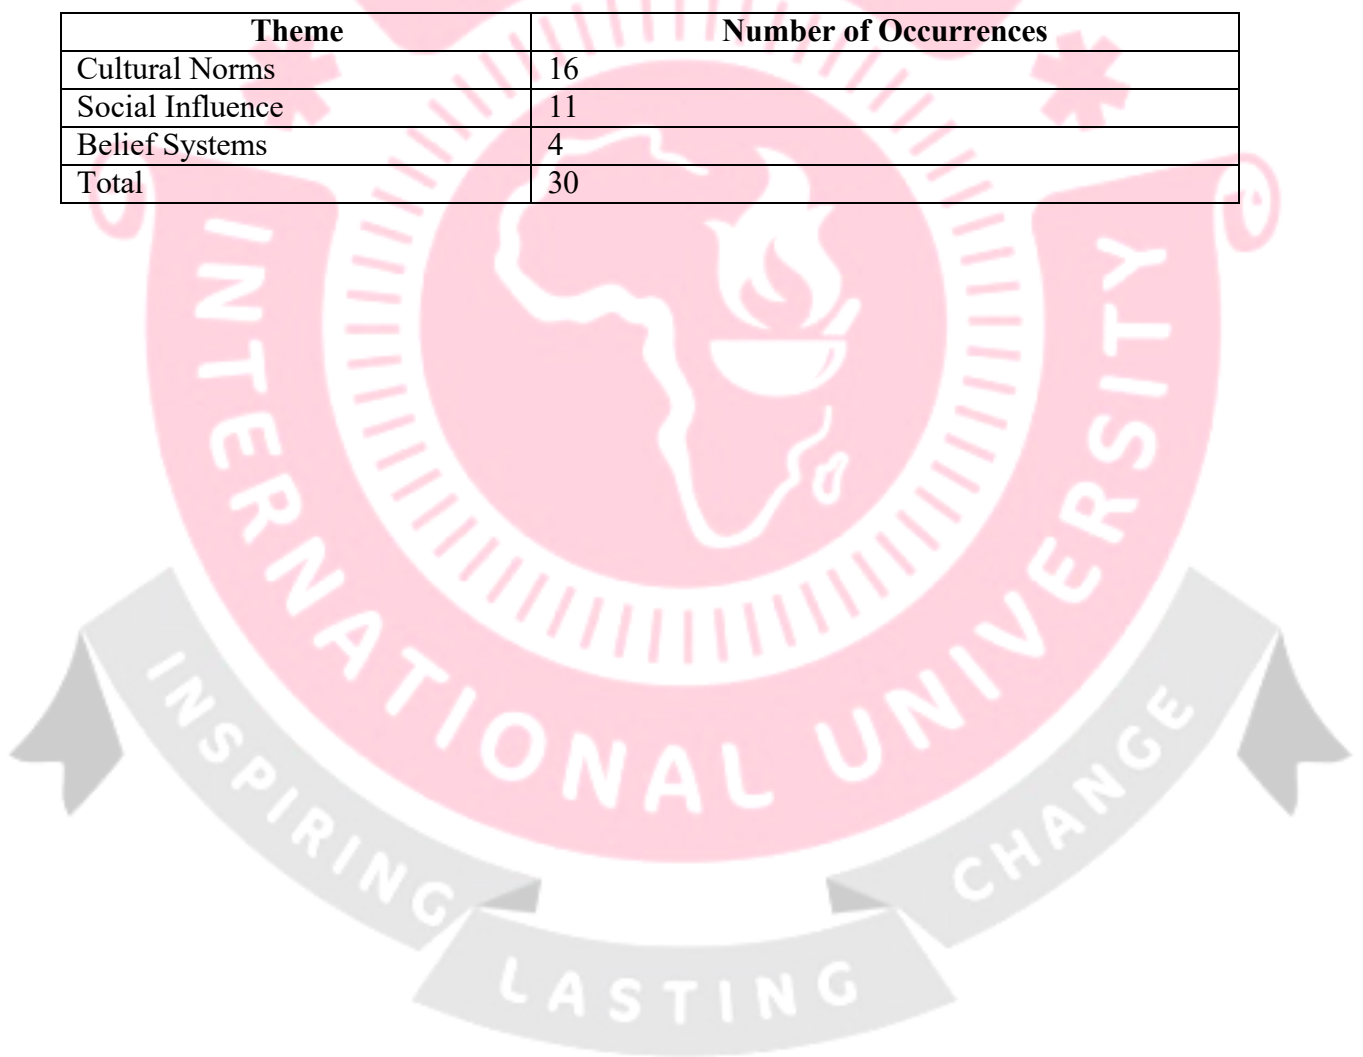 Theme Number of Occurrences
Cultural Norms 16
Social Influence 11
Belief Systems 4
Total 30
INTERNATIONAL UNIVERSITY
INSPIRING LASTING CHANGE